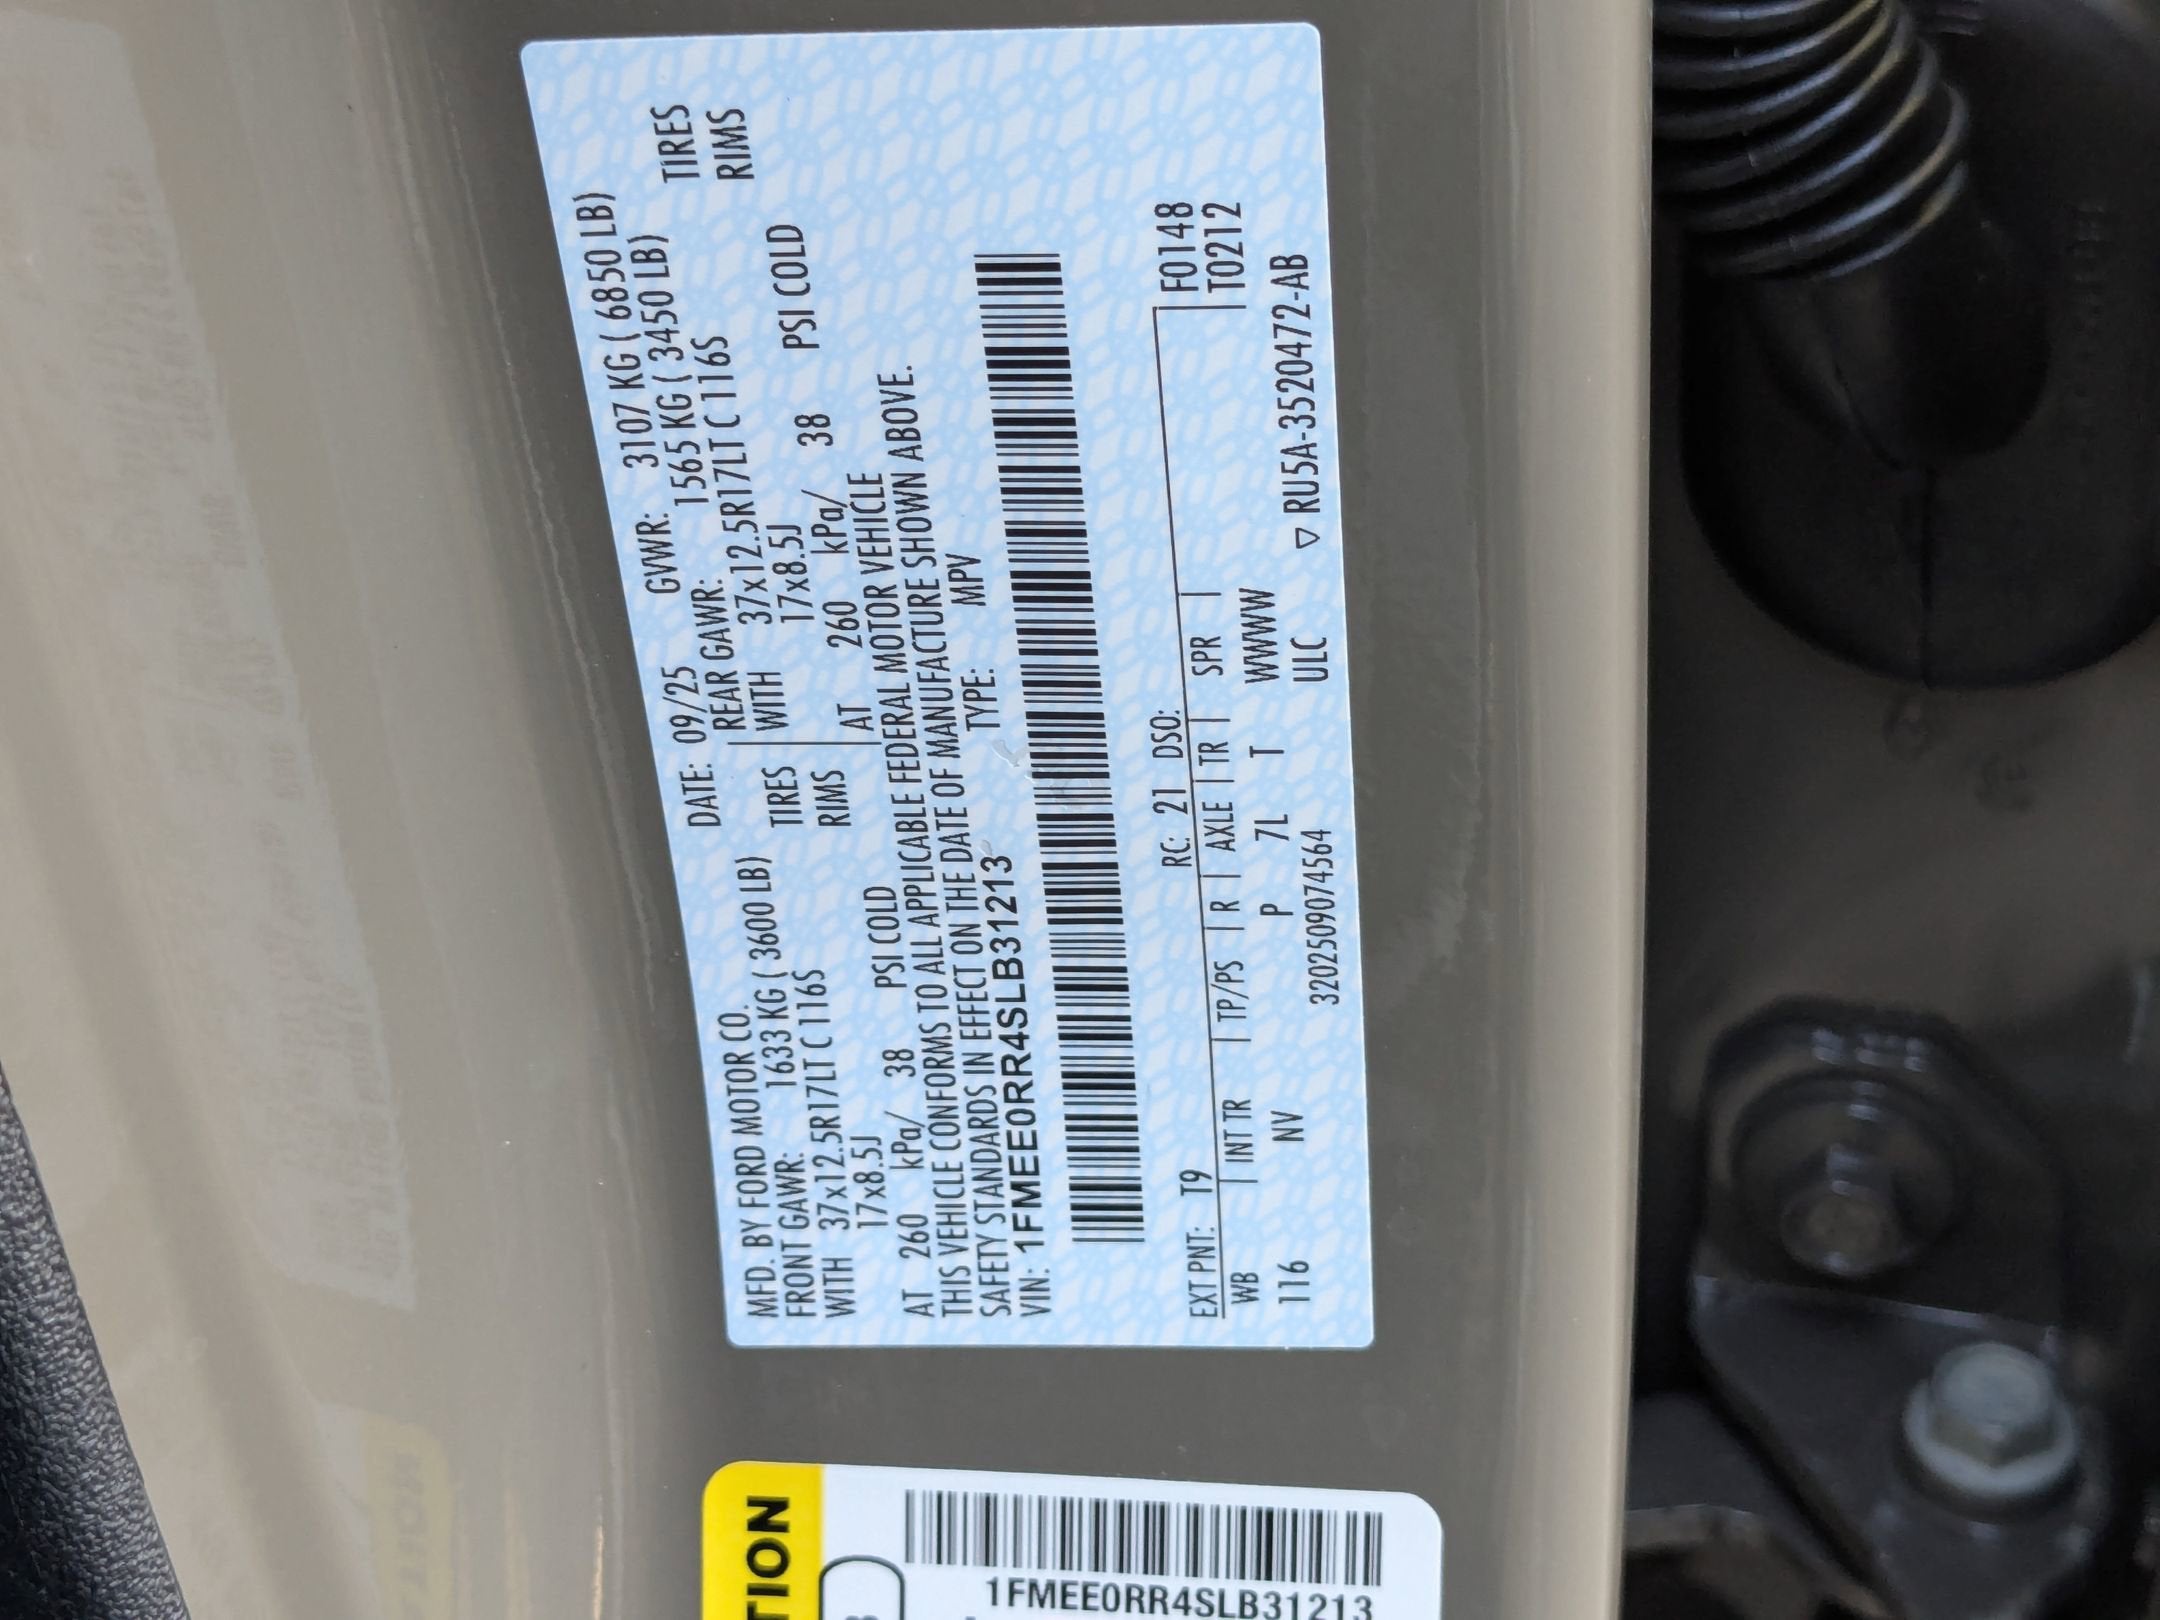 MFD. BY FORD MOTOR CO. DATE: 09/25 GVWR: 3107 KG ( 6850 LB)
FRONT GAWR: 1633 KG ( 3600 LB) REAR GAWR: 1565 KG ( 3450 LB)
WITH 37x12.5R17LT C 116S TIRES WITH 37x12.5R17LT C 116S TIRES
17x8.5J RIMS 17x8.5J RIMS
AT 260 kPa/ 38 PSI COLD AT 260 kPa/ 38 PSI COLD
THIS VEHICLE CONFORMS TO ALL APPLICABLE FEDERAL MOTOR VEHICLE
SAFETY STANDARDS IN EFFECT ON THE DATE OF MANUFACTURE SHOWN ABOVE.
VIN: 1FMEE0RR4SLB31213 TYPE: MPV
EXT PNT: T9 RC: 21 DSO: F0148
WB INT TR TP/PS R AXLE TR SPR T0212
116 NV P 7L T WWWW
3202509074564 ULC ▽ RU5A-3520472-AB
TION
1FMEE0RR4SLB31213